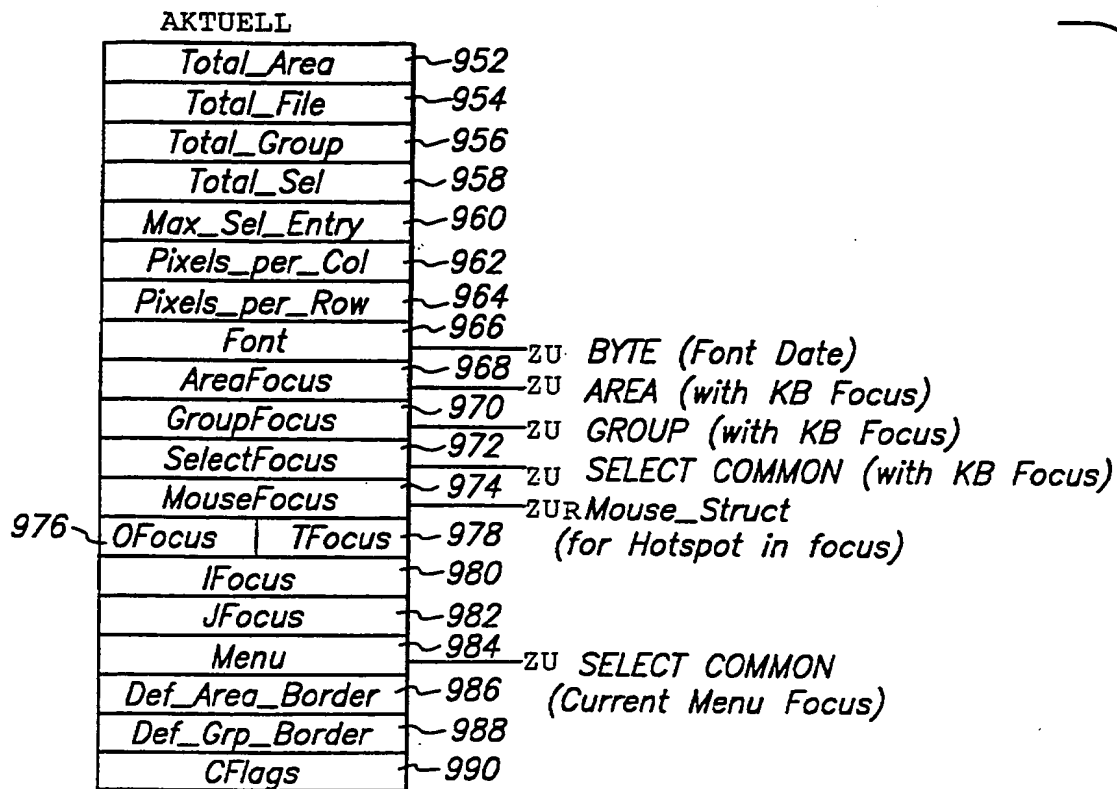 AKTUELL
Total_Area 952
Total_File 954
Total_Group 956
Total_Sel 958
Max_Sel_Entry 960
Pixels_per_Col 962
Pixels_per_Row 964
Font 966 ZU BYTE (Font Date)
AreaFocus 968 ZU AREA (with KB Focus)
GroupFocus 970 ZU GROUP (with KB Focus)
SelectFocus 972 ZU SELECT COMMON (with KB Focus)
MouseFocus 974 ZUR Mouse_Struct
(for Hotspot in focus)
976 OFocus TFocus 978
IFocus 980
JFocus 982
Menu 984 ZU SELECT COMMON
(Current Menu Focus)
Def_Area_Border 986
Def_Grp_Border 988
CFlags 990